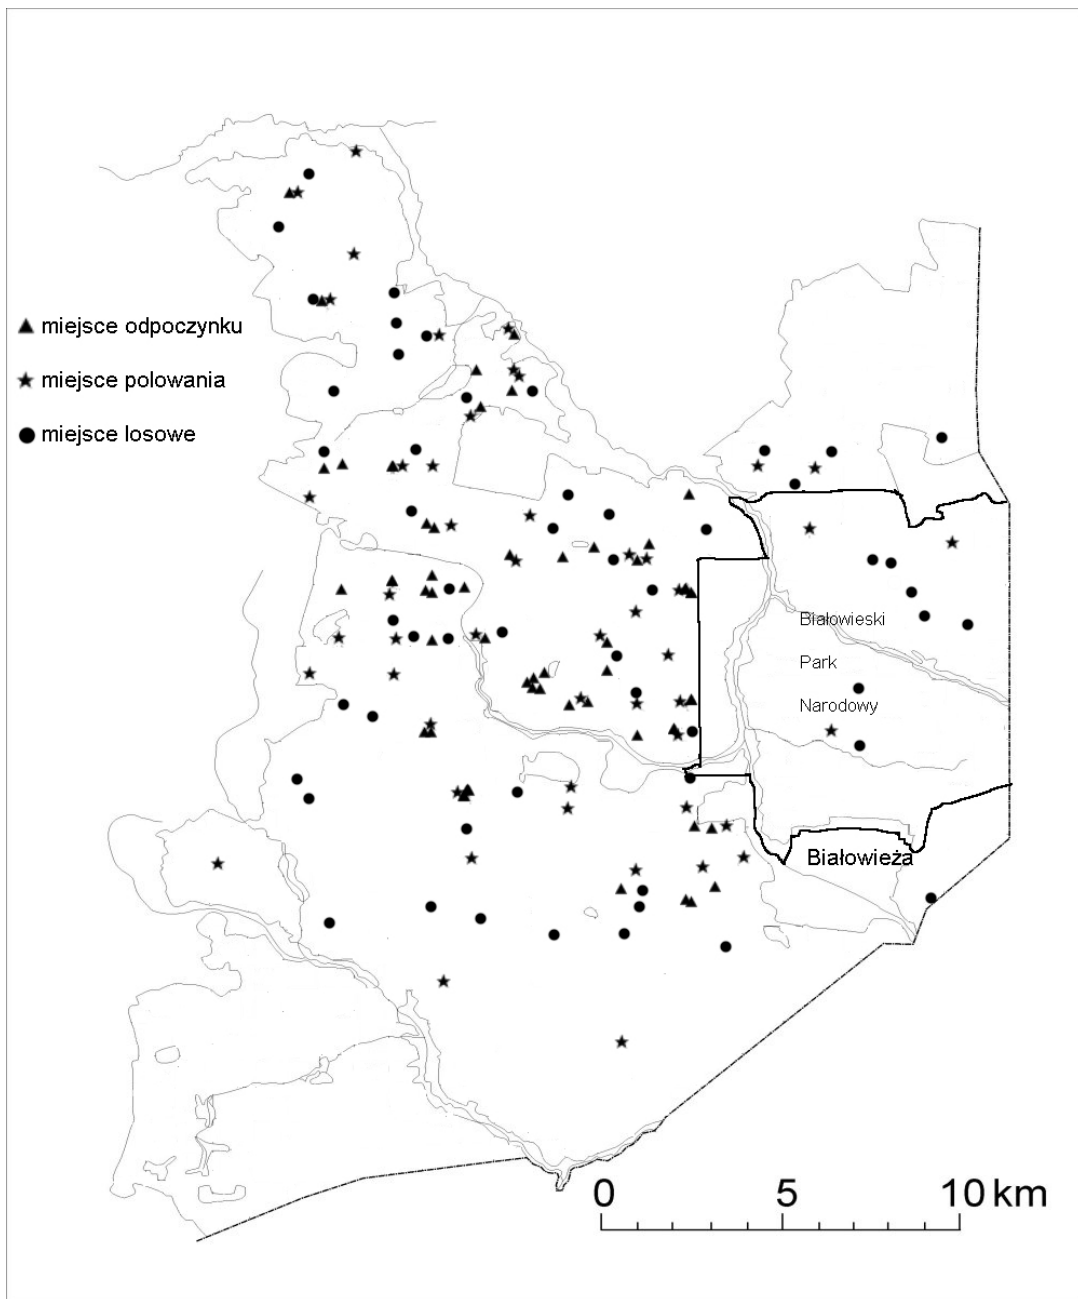 miejsce odpoczynku
miejsce polowania
miejsce losowe
Białowieski
Park
Narodowy
Białowieża
0 5 10 km